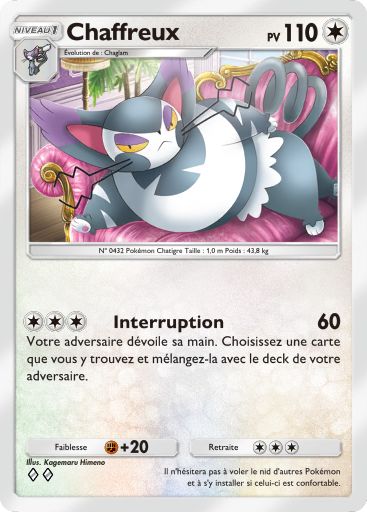 NIVEAU 1
Chaffreux
PV 110
Évolution de : Chaglam
N° 0432 Pokémon Chatigre Taille : 1,0 m Poids : 43,8 kg
Interruption 60
Votre adversaire dévoile sa main. Choisissez une carte
que vous y trouvez et mélangez-la avec le deck de votre
adversaire.
Faiblesse +20
Retraite
Illus. Kagemaru Himeno
Il n'hésitera pas à voler le nid d'autres Pokémon
et à s'y installer si celui-ci est confortable.